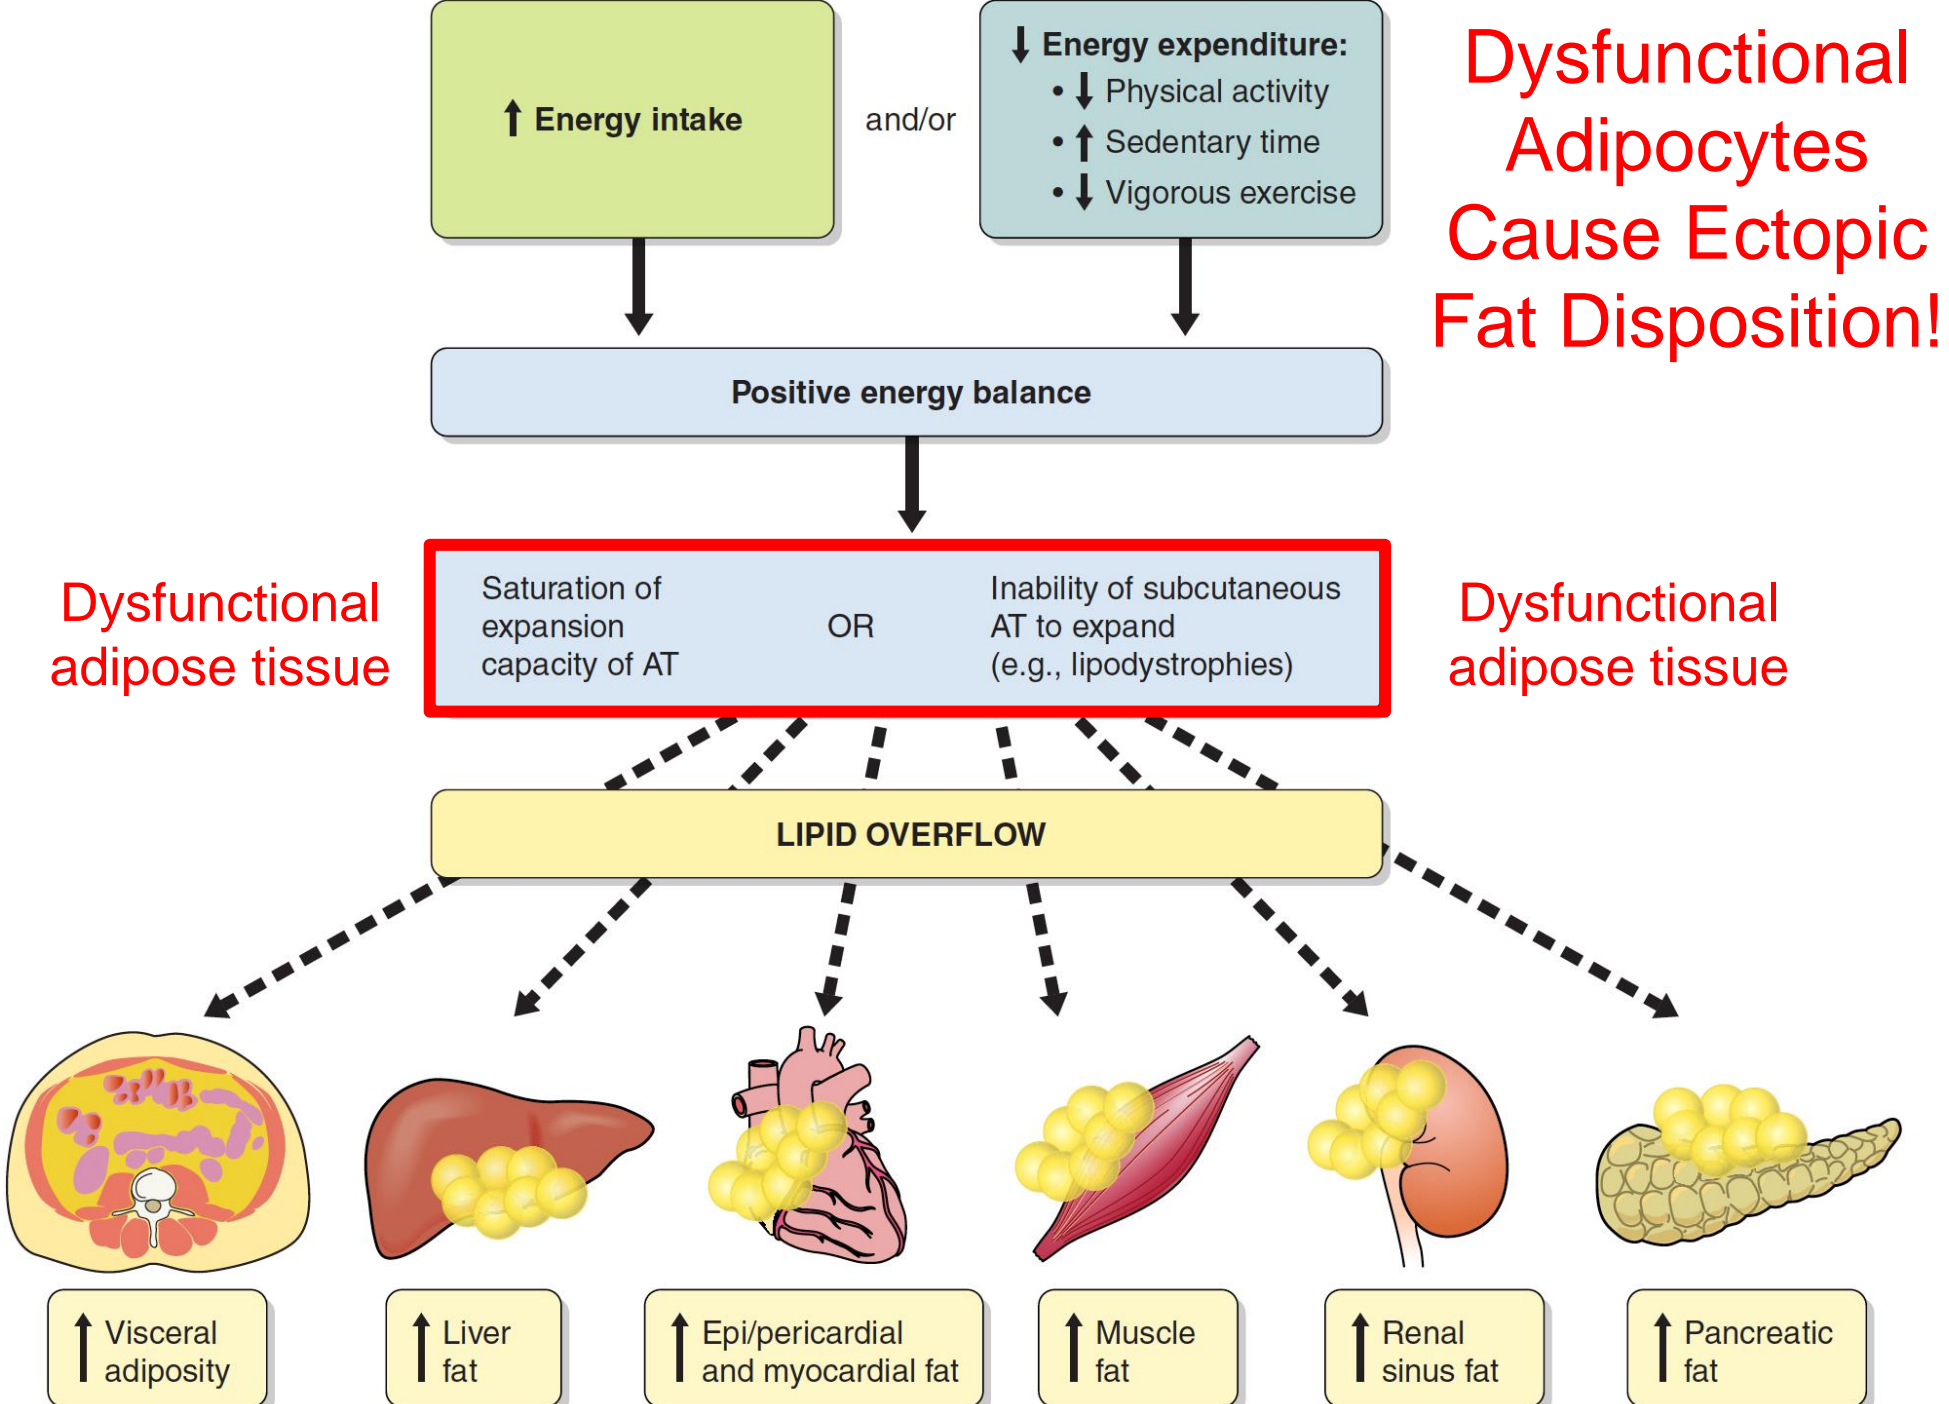 ↑ Energy intake
and/or
↓ Energy expenditure:
• ↓ Physical activity
• ↑ Sedentary time
• ↓ Vigorous exercise
Dysfunctional
Adipocytes
Cause Ectopic
Fat Disposition!
Positive energy balance
Dysfunctional
adipose tissue
Saturation of
expansion
capacity of AT
OR
Inability of subcutaneous
AT to expand
(e.g., lipodystrophies)
Dysfunctional
adipose tissue
LIPID OVERFLOW
↑ Visceral
adiposity
↑ Liver
fat
↑ Epi/pericardial
and myocardial fat
↑ Muscle
fat
↑ Renal
sinus fat
↑ Pancreatic
fat